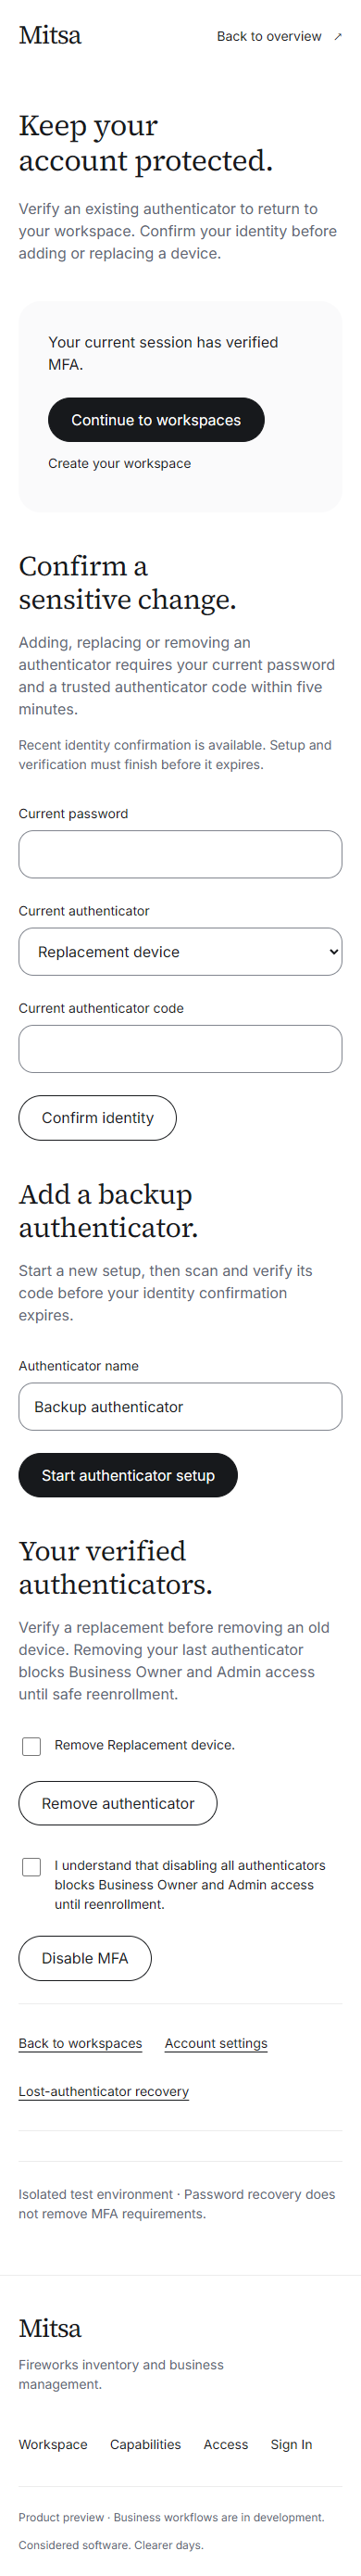 Mitsa
Back to overview ↗
Keep your
account protected.
Verify an existing authenticator to return to
your workspace. Confirm your identity before
adding or replacing a device.
Your current session has verified
MFA.
Continue to workspaces
Create your workspace
Confirm a
sensitive change.
Adding, replacing or removing an
authenticator requires your current password
and a trusted authenticator code within five
minutes.
Recent identity confirmation is available. Setup and
verification must finish before it expires.
Current password
Current authenticator
Replacement device
Current authenticator code
Confirm identity
Add a backup
authenticator.
Start a new setup, then scan and verify its
code before your identity confirmation
expires.
Authenticator name
Backup authenticator
Start authenticator setup
Your verified
authenticators.
Verify a replacement before removing an old
device. Removing your last authenticator
blocks Business Owner and Admin access
until safe reenrollment.
Remove Replacement device.
Remove authenticator
I understand that disabling all authenticators
blocks Business Owner and Admin access
until reenrollment.
Disable MFA
Back to workspaces Account settings
Lost-authenticator recovery
Isolated test environment · Password recovery does
not remove MFA requirements.
Mitsa
Fireworks inventory and business
management.
Workspace Capabilities Access Sign In
Product preview · Business workflows are in development.
Considered software. Clearer days.